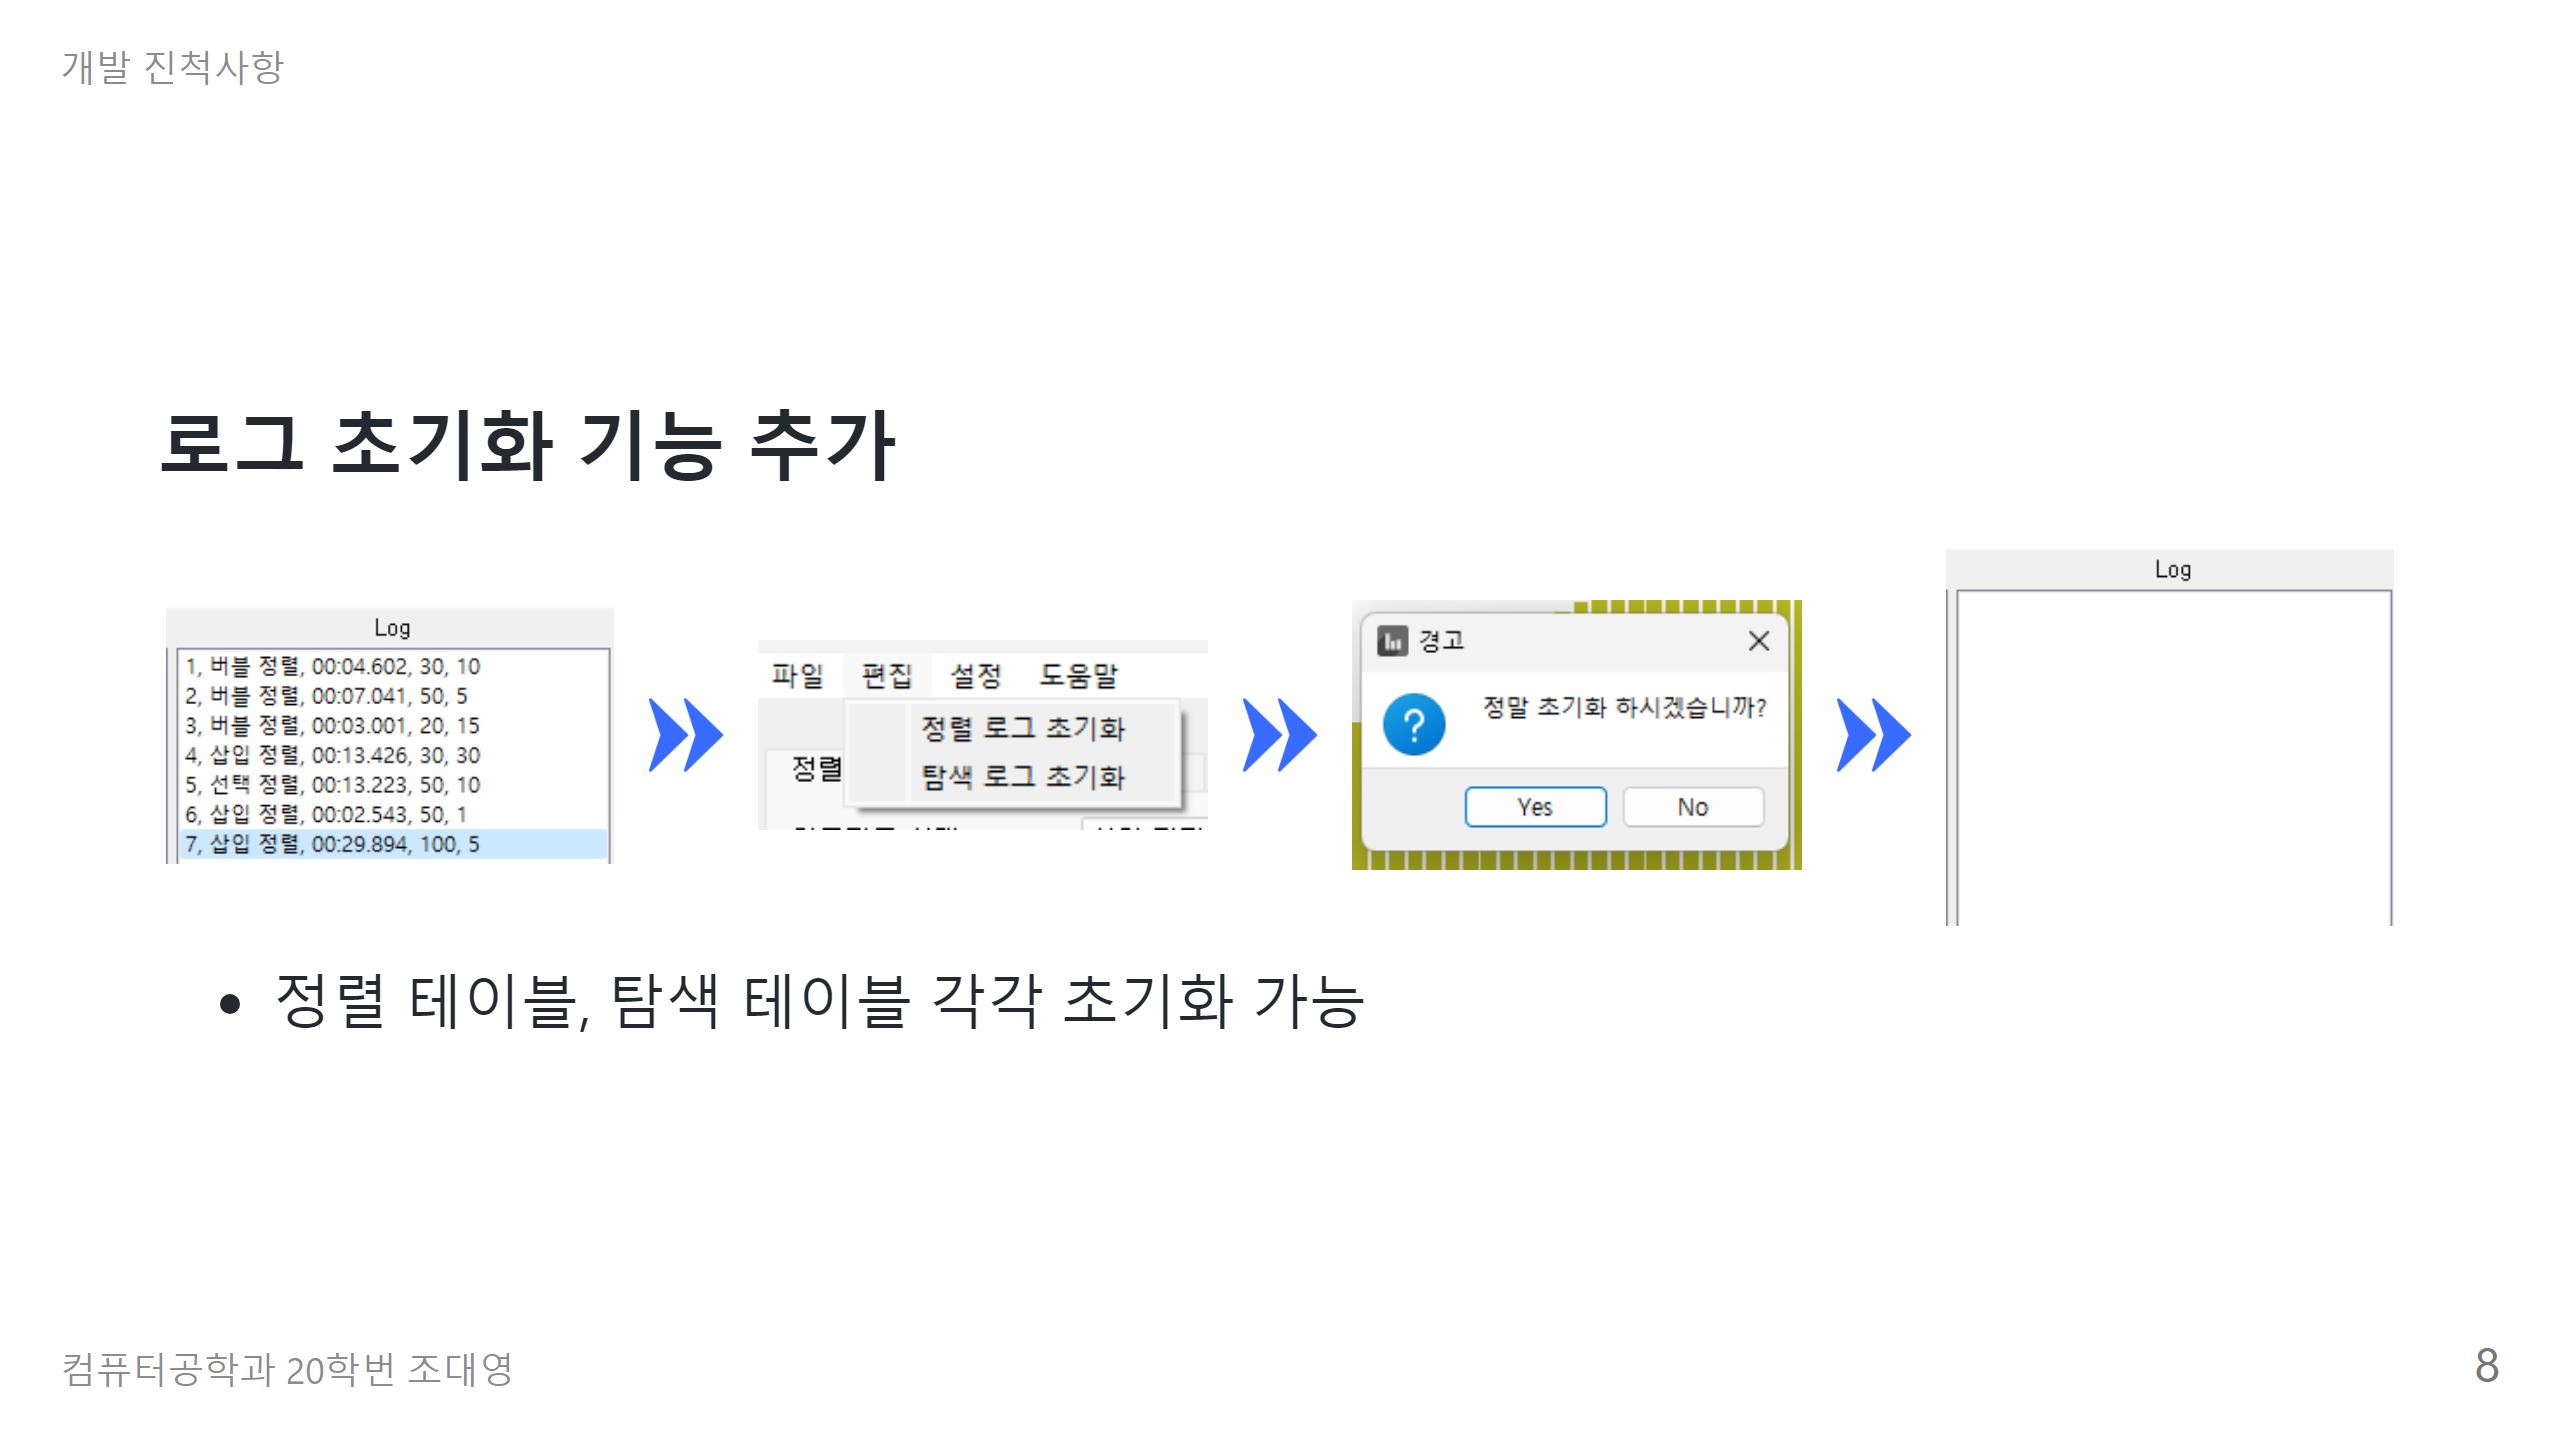 개발 진척사항
로그 초기화 기능 추가
Log
1, 버블 정렬, 00:04.602, 30, 10
2, 버블 정렬, 00:07.041, 50, 5
3, 버블 정렬, 00:03.001, 20, 15
4, 삽입 정렬, 00:13.426, 30, 30
5, 선택 정렬, 00:13.223, 50, 10
6, 삽입 정렬, 00:02.543, 50, 1
7, 삽입 정렬, 00:29.894, 100, 5
파일 편집 설정 도움말
정렬 로그 초기화
정렬
탐색 로그 초기화
경고
정말 초기화 하시겠습니까?
Yes No
Log
• 정렬 테이블, 탐색 테이블 각각 초기화 가능
컴퓨터공학과 20학번 조대영
8